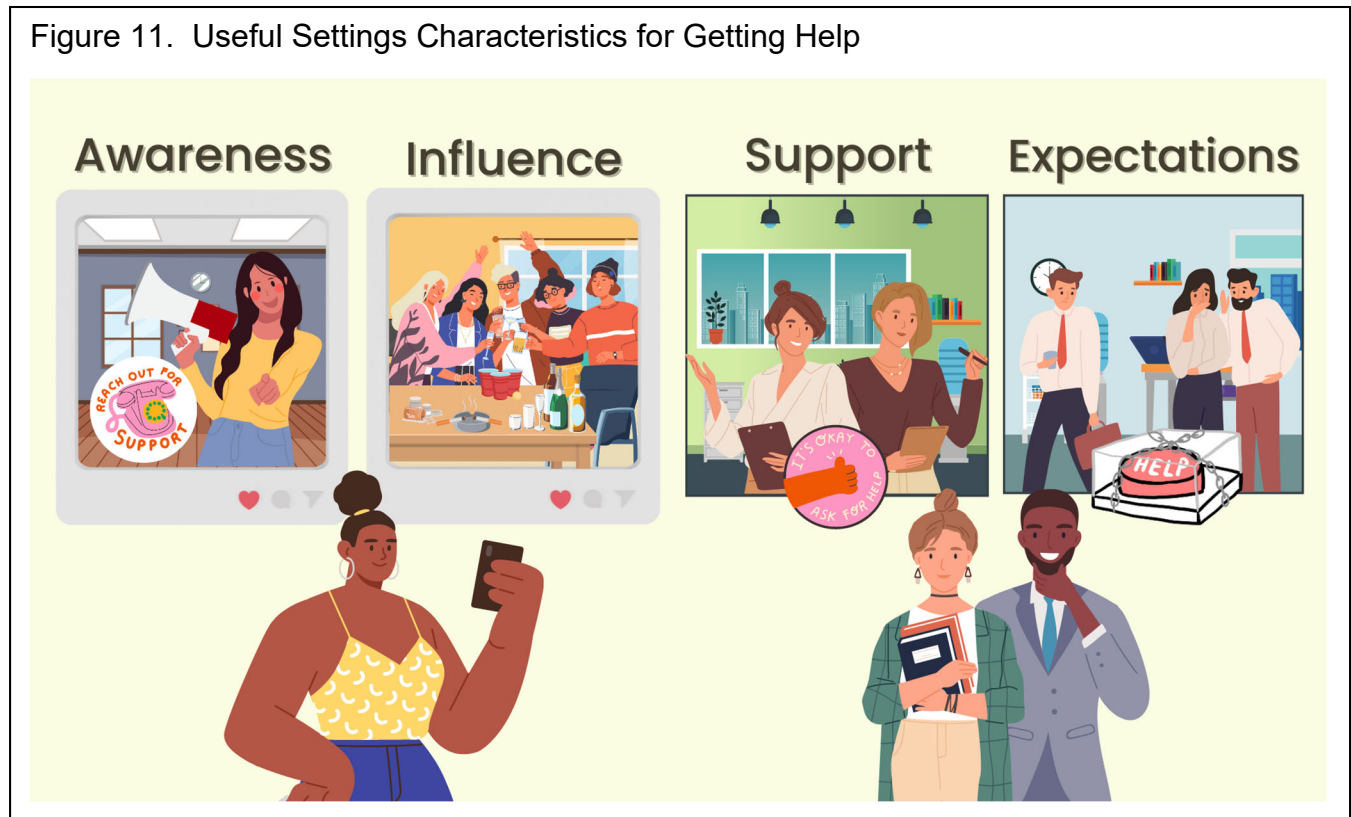 Figure 11.  Useful Settings Characteristics for Getting Help
Awareness
Influence
Support
Expectations
REACH OUT FOR
SUPPORT
IT'S OKAY TO
ASK FOR HELP
HELP